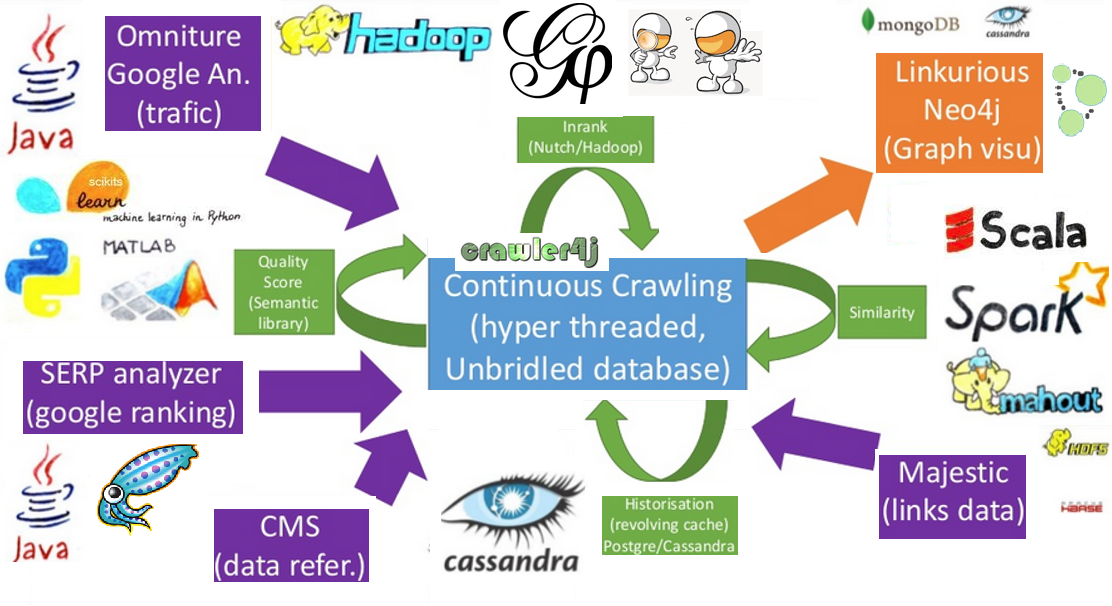 Omniture
Google An.
(trafic)
Java
hadoop
Gφ
mongoDB
cassandra
Linkurious
Neo4j
(Graph visu)
Inrank
(Nutch/Hadoop)
scikits
learn
machine learning in Python
MATLAB
Quality
Score
(Semantic
library)
crawler4j
Continuous Crawling
(hyper threaded,
Unbridled database)
Similarity
Scala
Spark
mahout
SERP analyzer
(google ranking)
Java
CMS
(data refer.)
cassandra
Historisation
(revolving cache)
Postgre/Cassandra
Majestic
(links data)
HDFS
HBASE